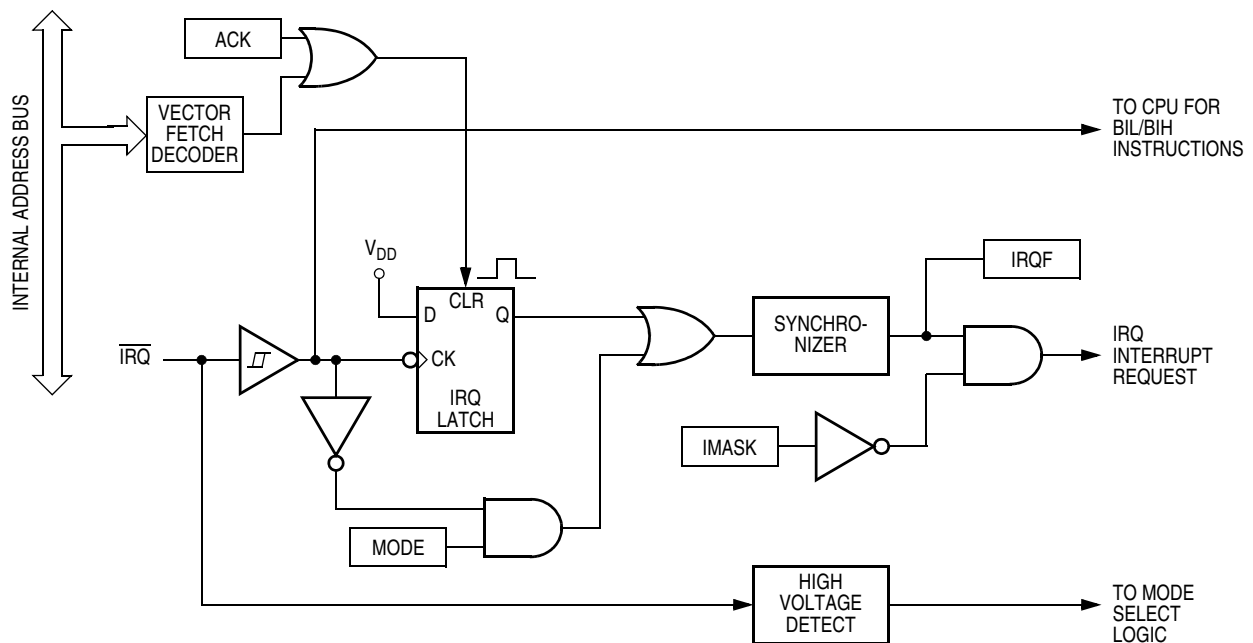 INTERNAL ADDRESS BUS
ACK
VECTOR
FETCH
DECODER
TO CPU FOR
BIL/BIH
INSTRUCTIONS
VDD
CLR
D
Q
CK
IRQ
LATCH
IRQ
SYNCHRO-
NIZER
IRQF
IRQ
INTERRUPT
REQUEST
IMASK
MODE
HIGH
VOLTAGE
DETECT
TO MODE
SELECT
LOGIC